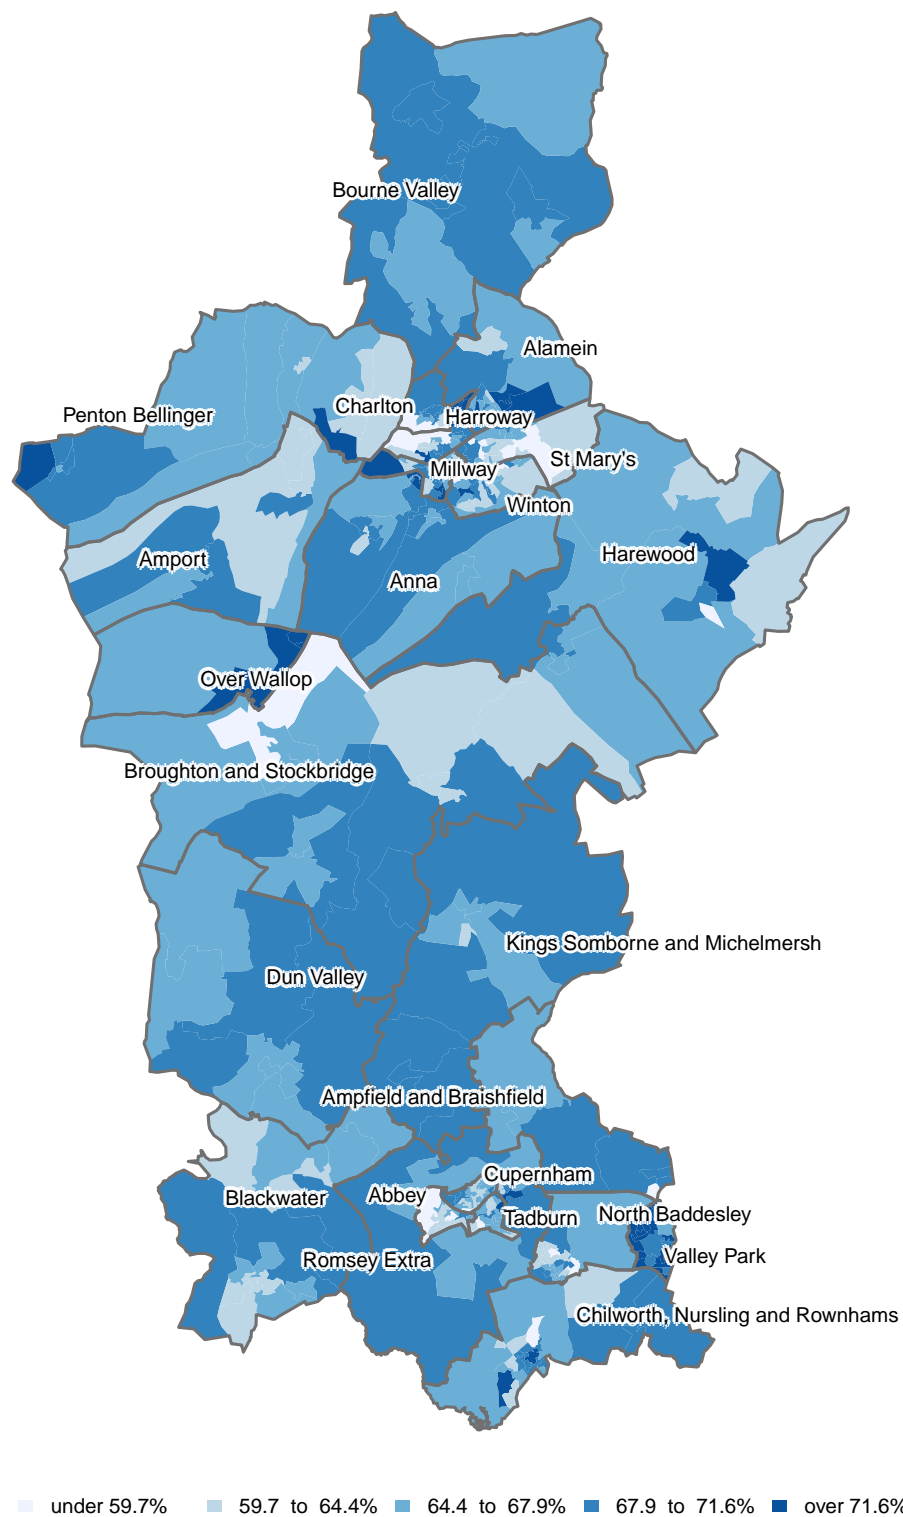 Bourne Valley
Alamein
Charlton
Penton Bellinger
Harroway
St Mary's
Millway
Winton
Harewood
Amport
Anna
Over Wallop
Broughton and Stockbridge
Kings Somborne and Michelmersh
Dun Valley
Ampfield and Braishfield
Cupernham
Abbey
Blackwater
North Baddesley
Tadburn
Valley Park
Romsey Extra
Chilworth, Nursling and Rownhams
under 59.7% 59.7 to 64.4% 64.4 to 67.9% 67.9 to 71.6% over 71.6%